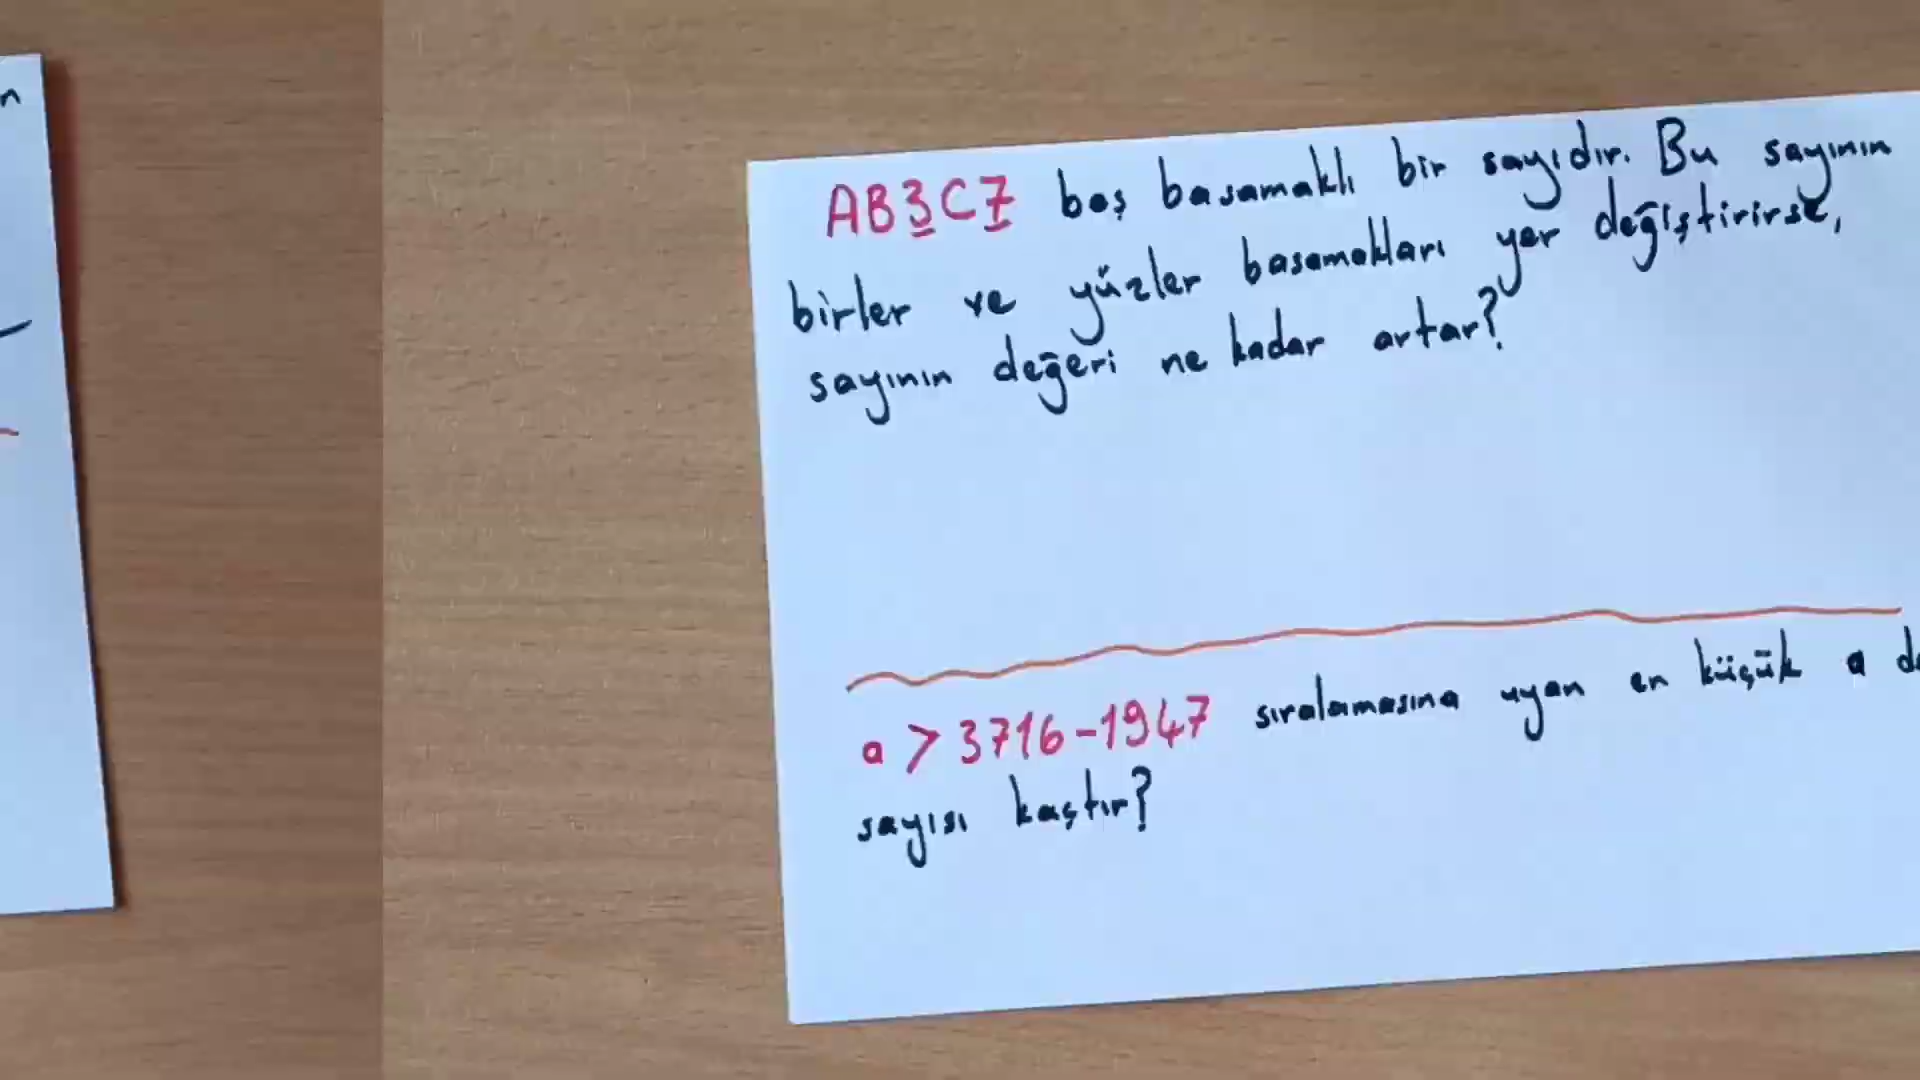 AB3C7 beş basamaklı bir sayıdır. Bu sayının
birler ve yüzler basamakları yer değiştirirse,
sayının değeri ne kadar artar?
a > 3716-1947 sıralamasına uyan en küçük a
sayısı kaçtır?